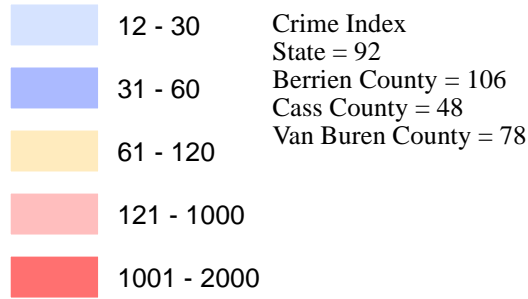 12 - 30
31 - 60
61 - 120
121 - 1000
1001 - 2000
Crime Index
State = 92
Berrien County = 106
Cass County = 48
Van Buren County = 78